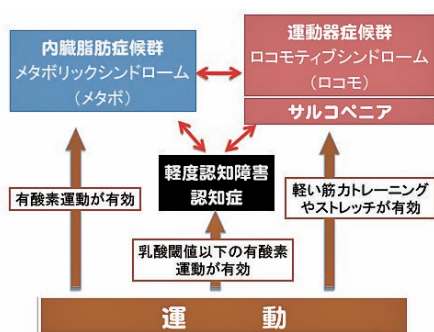 内臓脂肪症候群
メタボリックシンドローム
（メタボ）
運動器症候群
ロコモティブシンドローム
（ロコモ）
サルコペニア
軽度認知障害
認知症
有酸素運動が有効
乳酸閾値以下の有酸素
運動が有効
軽い筋力トレーニング
やストレッチが有効
運　動